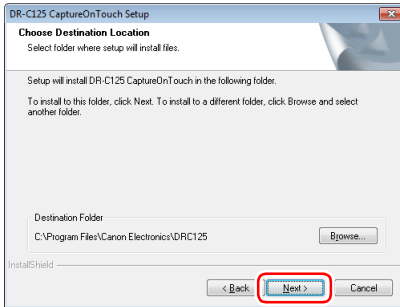 DR-C125 CaptureOnTouch Setup
Choose Destination Location
Select folder where setup will install files.
Setup will install DR-C125 CaptureOnTouch in the following folder.
To install to this folder, click Next. To install to a different folder, click Browse and select
another folder.
Destination Folder
C:\Program Files\Canon Electronics\DRC125
Browse...
InstallShield
< Back
Next >
Cancel